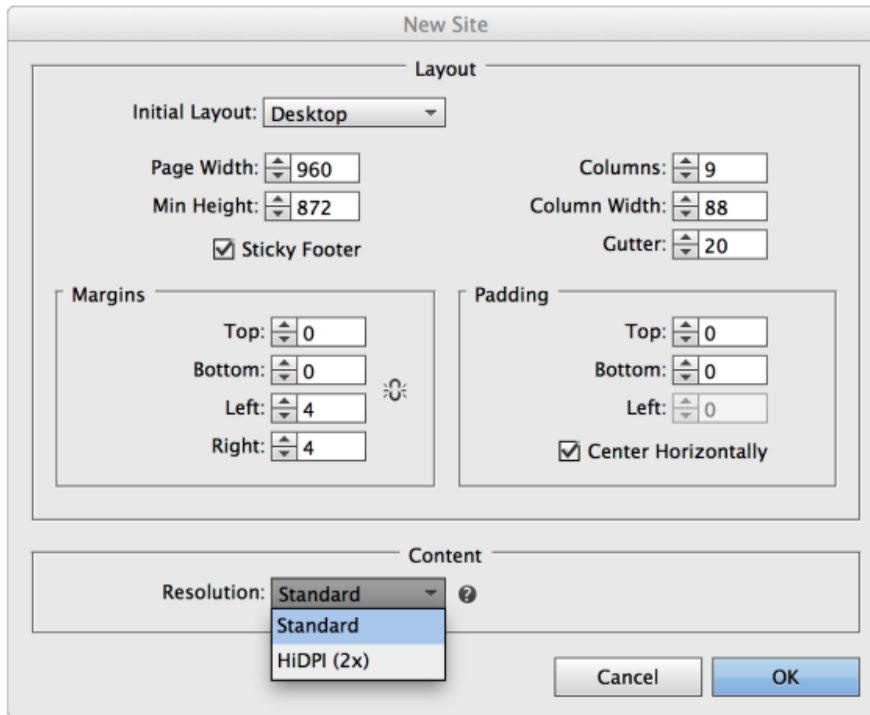 New Site
Layout
Initial Layout: Desktop
Page Width: 960
Columns: 9
Min Height: 872
Column Width: 88
Sticky Footer
Gutter: 20
Margins
Top: 0
Bottom: 0
Left: 4
Right: 4
Padding
Top: 0
Bottom: 0
Left: 0
Center Horizontally
Content
Resolution: Standard ?
Standard
HiDPI (2x)
Cancel
OK